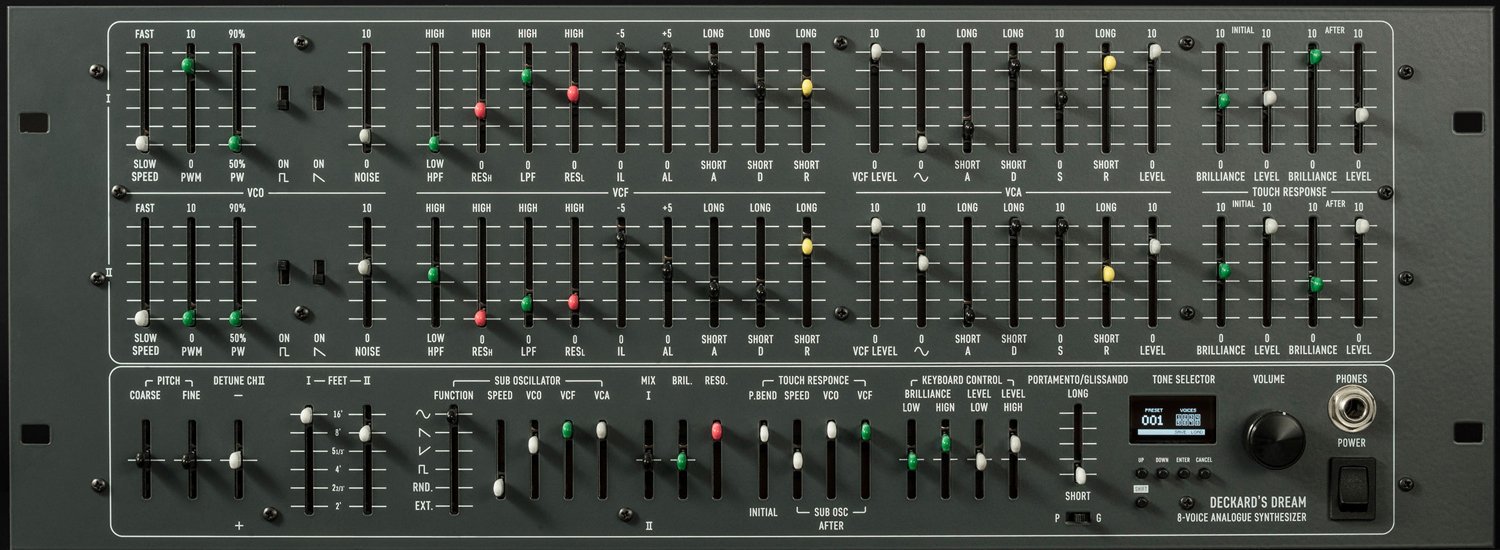 FAST 10 90% 10 HIGH HIGH HIGH HIGH -5 +5 LONG LONG LONG 10 10 LONG LONG 10 LONG 10 10 INITIAL 10 10 AFTER 10
I
SLOW 0 50% ON ON 0 LOW 0 HIGH 0 SHORT SHORT SHORT 0 0 SHORT SHORT 0 SHORT 0 0 0 0 0
SPEED PWM PW NOISE HPF RESH LPF RESL IL AL A D R VCF LEVEL A D S R LEVEL BRILLIANCE LEVEL BRILLIANCE LEVEL
VCO VCF VCA TOUCH RESPONSE
FAST 10 90% 10 HIGH HIGH HIGH HIGH -5 +5 LONG LONG LONG 10 10 LONG LONG 10 LONG 10 10 INITIAL 10 10 AFTER 10
II
SLOW 0 50% ON ON 0 LOW 0 HIGH 0 SHORT SHORT SHORT 0 0 SHORT SHORT 0 SHORT 0 0 0 0 0
SPEED PWM PW NOISE HPF RESH LPF RESL IL AL A D R VCF LEVEL A D S R LEVEL BRILLIANCE LEVEL BRILLIANCE LEVEL
PITCH DETUNE CHII I FEET II SUB OSCILLATOR MIX BRIL. RESO. TOUCH RESPONCE KEYBOARD CONTROL PORTAMENTO/GLISSANDO TONE SELECTOR VOLUME PHONES
COARSE FINE - FUNCTION SPEED VCO VCF VCA I P.BEND SPEED VCO VCF BRILLIANCE LEVEL LEVEL LONG
LOW HIGN LOW HIGH
16'
8'
5 1/3'
4'
2 2/3'
2'
RND.
EXT.
PRESET VOICES
001
SAVE LOAD
POWER
UP DOWN ENTER CANCEL
SHIFT
SHORT
INITIAL SUB OSC
+ II AFTER
P G
DECKARD'S DREAM
8-VOICE ANALOGUE SYNTHESIZER